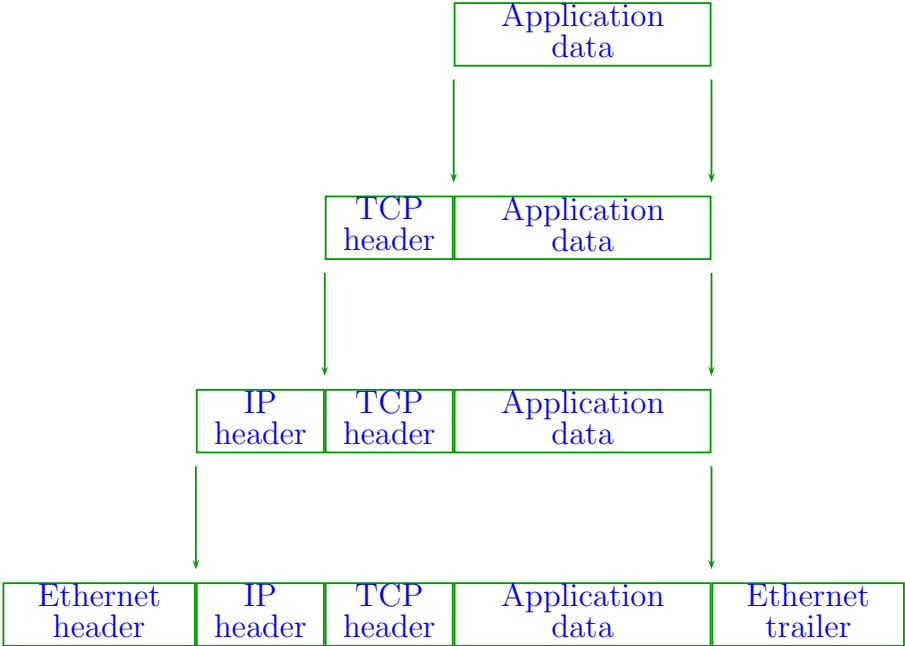 Application
data
TCP
header
Application
data
IP
header
TCP
header
Application
data
Ethernet
header
IP
header
TCP
header
Application
data
Ethernet
trailer